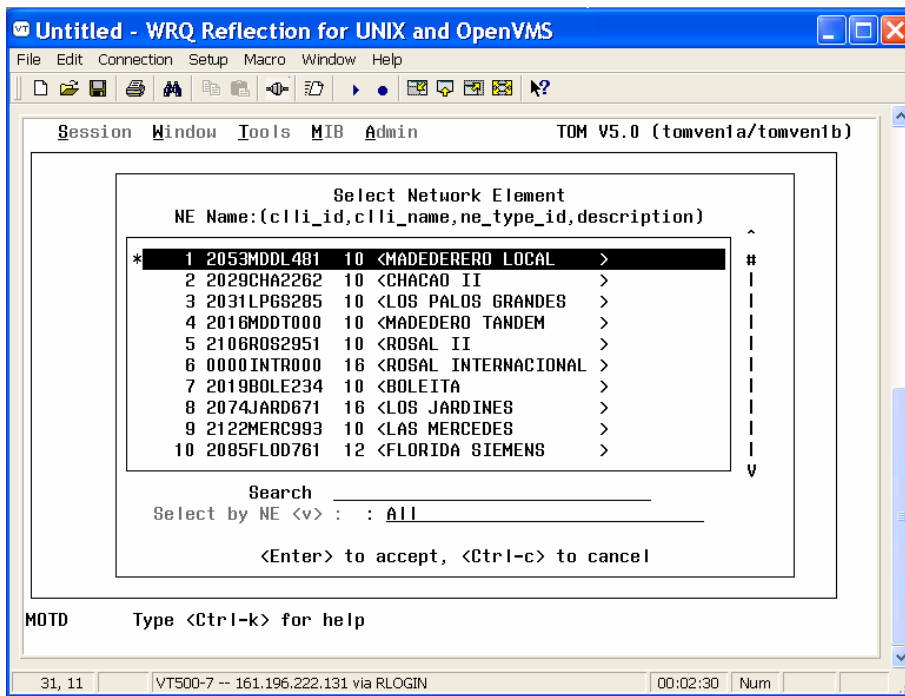 VT Untitled - WRQ Reflection for UNIX and OpenVMS
File Edit Connection Setup Macro Window Help
Session Window Tools MIB Admin TOM V5.0 (tomven1a/tomven1b)
Select Network Element
NE Name:(clli_id,clli_name,ne_type_id,description)
* 1 2053MDDL481 10 <MADEDERERO LOCAL >
2 2029CHA2262 10 <CHACAO II >
3 2031LPGS285 10 <LOS PALOS GRANDES >
4 2016MDDT000 10 <MADEDERO TANDEM >
5 2106ROS2951 10 <ROSAL II >
6 0000INTR000 16 <ROSAL INTERNACIONAL >
7 2019BOLE234 10 <BOLEITA >
8 2074JARD671 16 <LOS JARDINES >
9 2122MERC993 10 <LAS MERCEDES >
10 2085FLOD761 12 <FLORIDA SIEMENS >
Search
Select by NE <v> : : All
<Enter> to accept, <Ctrl-c> to cancel
MOTD Type <Ctrl-k> for help
31, 11 VT500-7 -- 161.196.222.131 via RLOGIN 00:02:30 Num